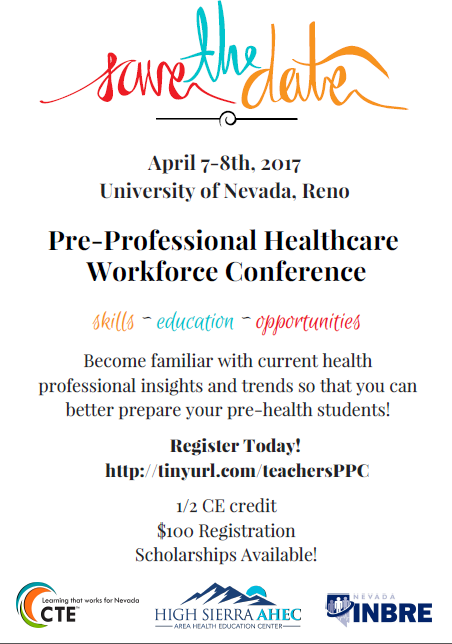 save the date
April 7-8th, 2017
University of Nevada, Reno
Pre-Professional Healthcare
Workforce Conference
skills ~ education ~ opportunities
Become familiar with current health
professional insights and trends so that you can
better prepare your pre-health students!
Register Today!
http://tinyurl.com/teachersPPC
1/2 CE credit
$100 Registration
Scholarships Available!
Learning that works for Nevada
CTE™
HIGH SIERRA AHEC
AREA HEALTH EDUCATION CENTER
NEVADA
INBRE